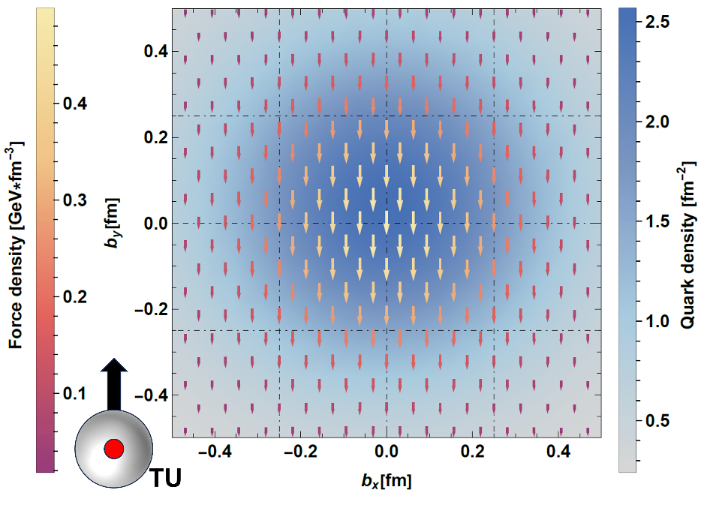 Force density [GeV*fm⁻³]
0.4
0.3
0.2
0.1
b_y[fm]
0.4
0.2
0.0
−0.2
−0.4
−0.4 −0.2 0.0 0.2 0.4
b_x[fm]
2.5
2.0
1.5
1.0
0.5
Quark density [fm⁻²]
TU